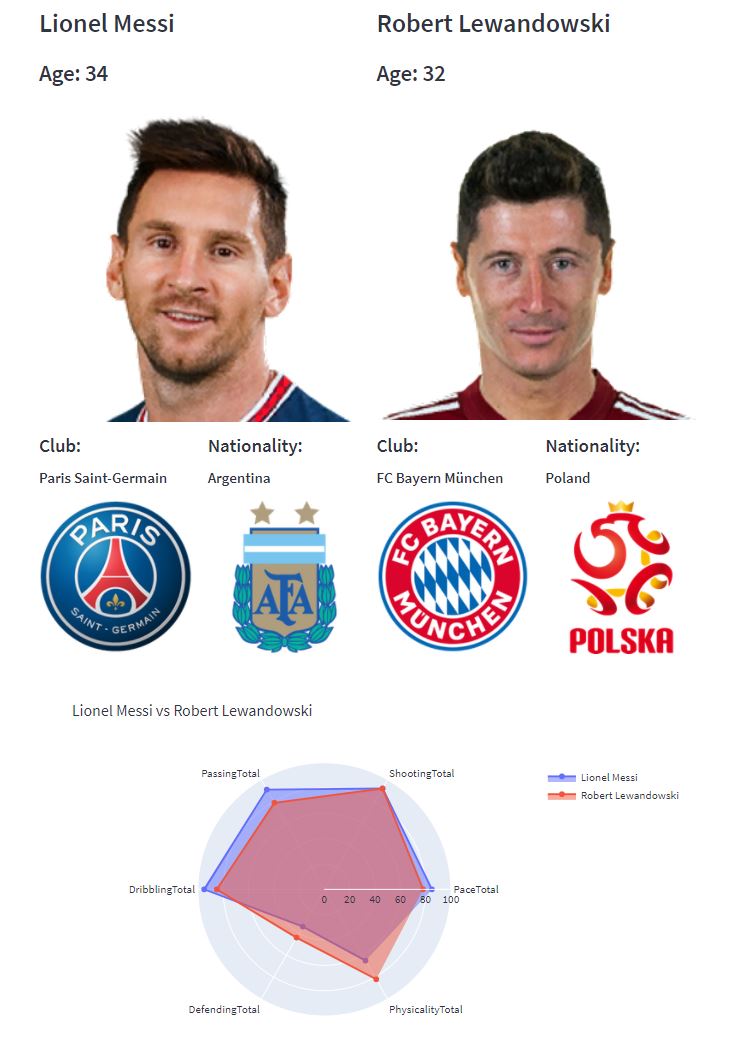 Lionel Messi
Robert Lewandowski
Age: 34
Age: 32
Club:
Nationality:
Club:
Nationality:
Paris Saint-Germain
Argentina
FC Bayern München
Poland
PARIS
SAINT - GERMAIN
AFA
FC BAYERN
MÜNCHEN
POLSKA
Lionel Messi vs Robert Lewandowski
PassingTotal
ShootingTotal
Lionel Messi
Robert Lewandowski
DribblingTotal
PaceTotal
0 20 40 60 80 100
DefendingTotal
PhysicalityTotal